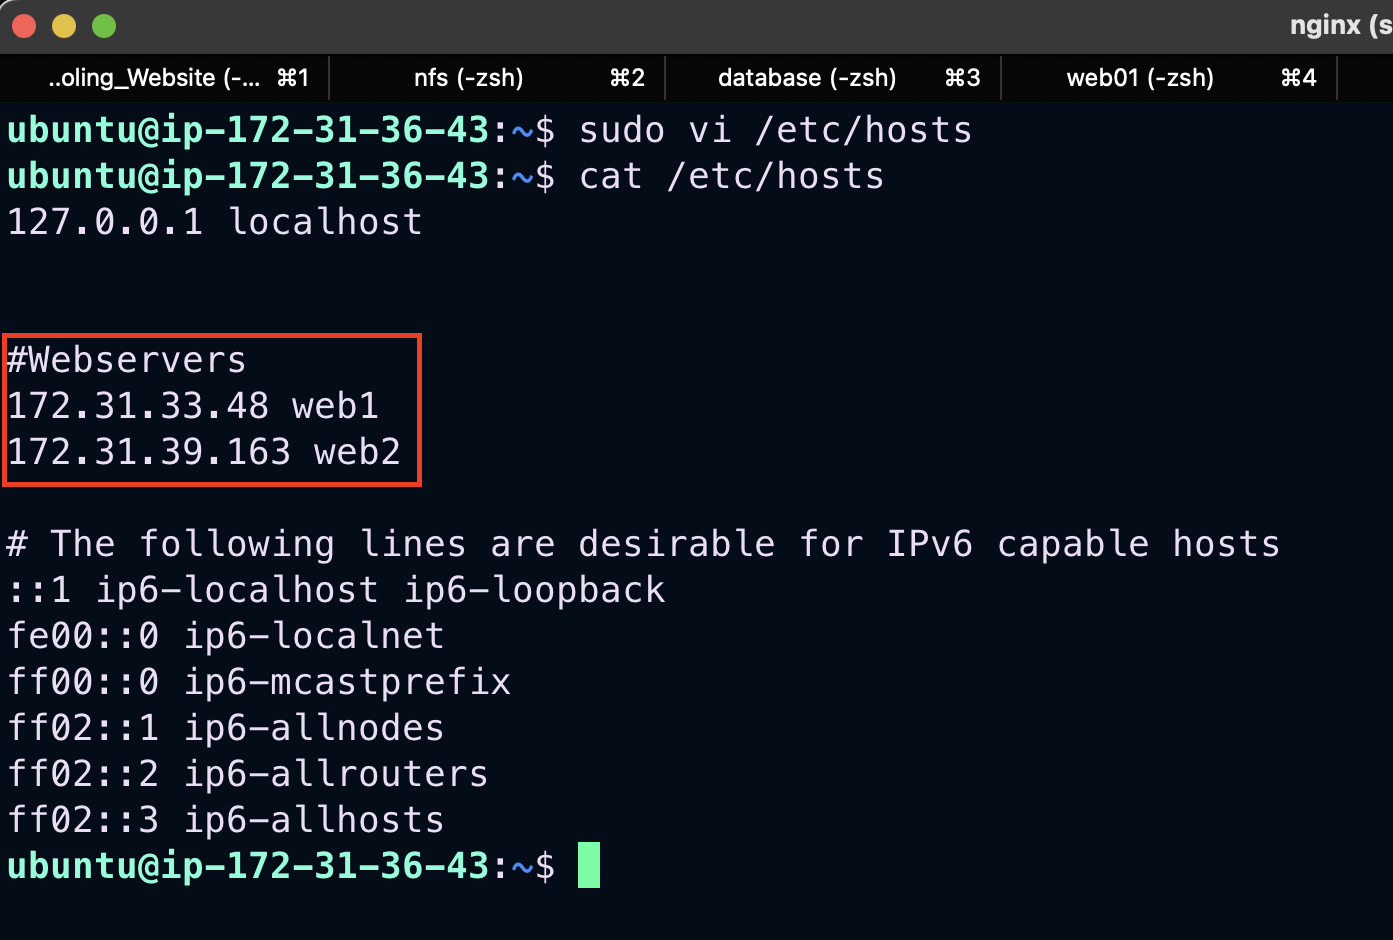 nginx (s
..oling_Website (-... ⌘1 nfs (-zsh) ⌘2 database (-zsh) ⌘3 web01 (-zsh) ⌘4
ubuntu@ip-172-31-36-43:~$ sudo vi /etc/hosts
ubuntu@ip-172-31-36-43:~$ cat /etc/hosts
127.0.0.1 localhost
#Webservers
172.31.33.48 web1
172.31.39.163 web2
# The following lines are desirable for IPv6 capable hosts
::1 ip6-localhost ip6-loopback
fe00::0 ip6-localnet
ff00::0 ip6-mcastprefix
ff02::1 ip6-allnodes
ff02::2 ip6-allrouters
ff02::3 ip6-allhosts
ubuntu@ip-172-31-36-43:~$